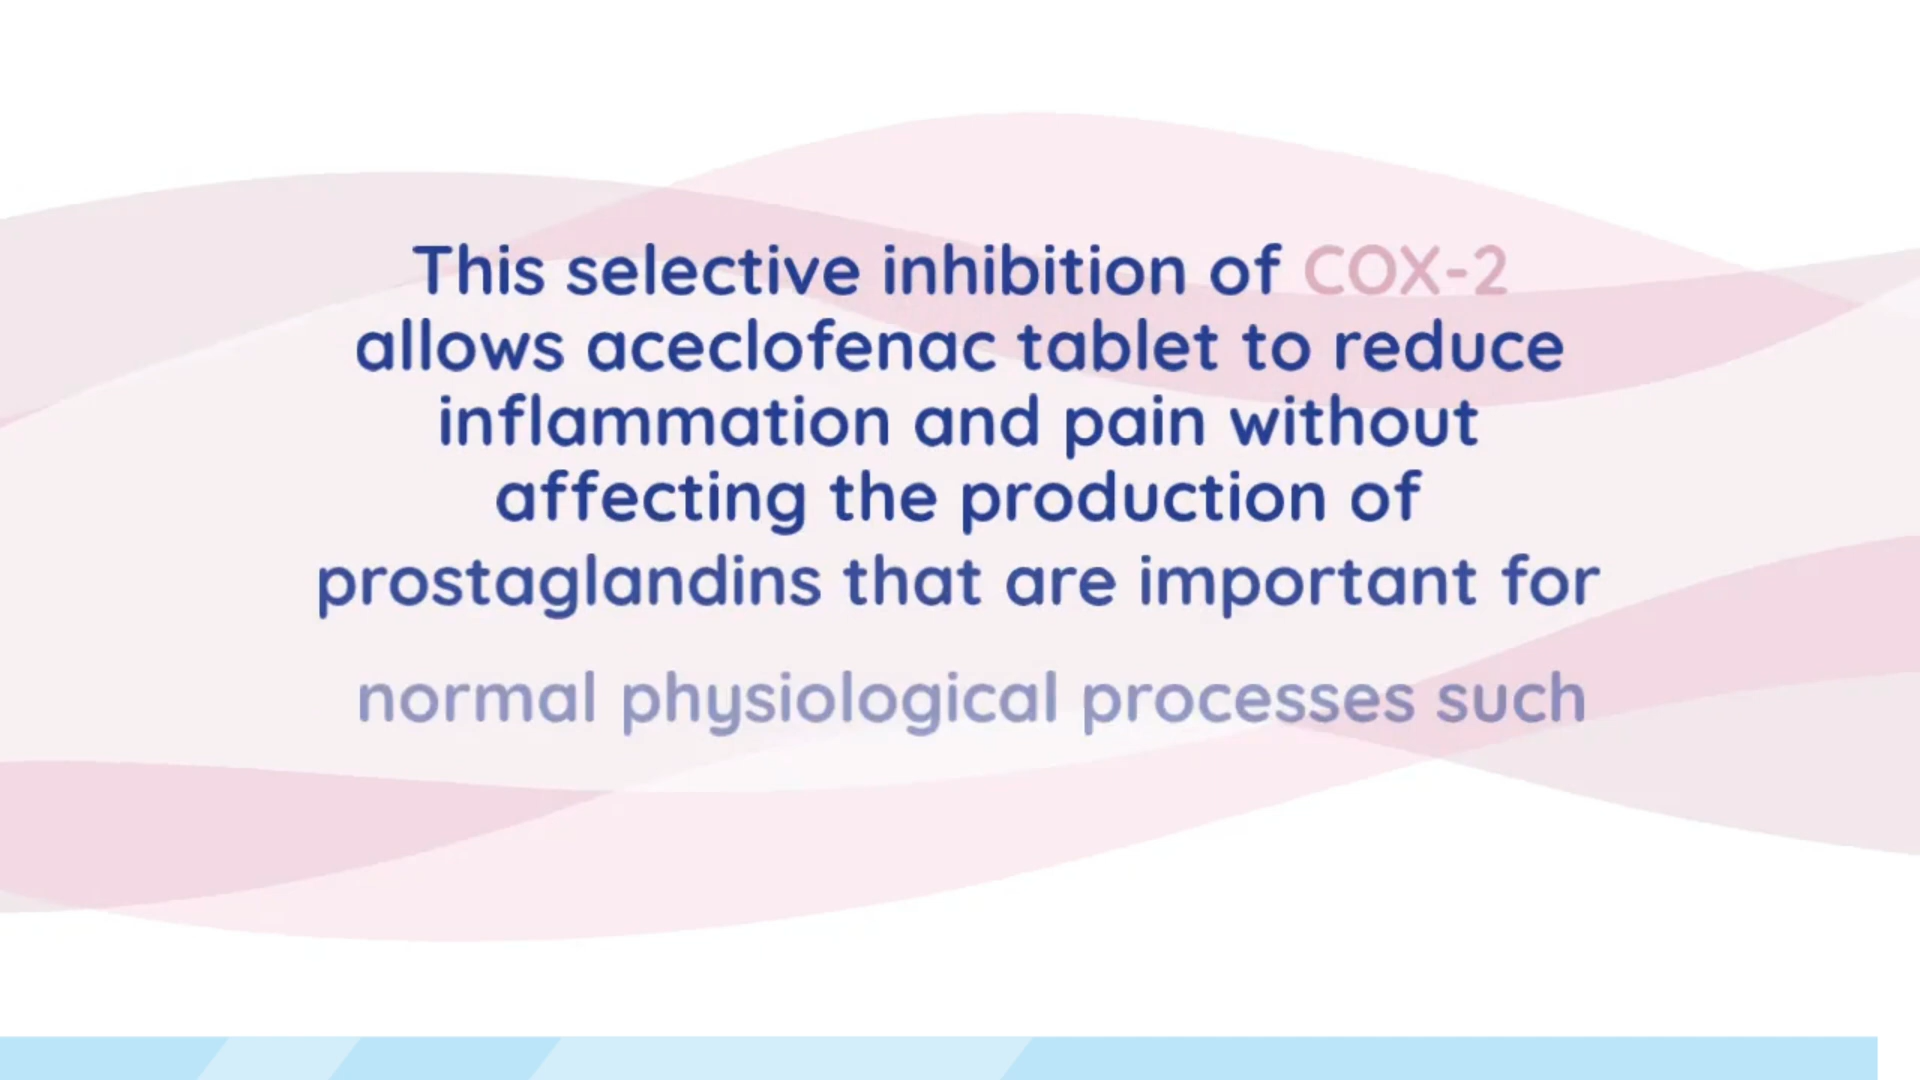 This selective inhibition of COX-2
allows aceclofenac tablet to reduce
inflammation and pain without
affecting the production of
prostaglandins that are important for
normal physiological processes such